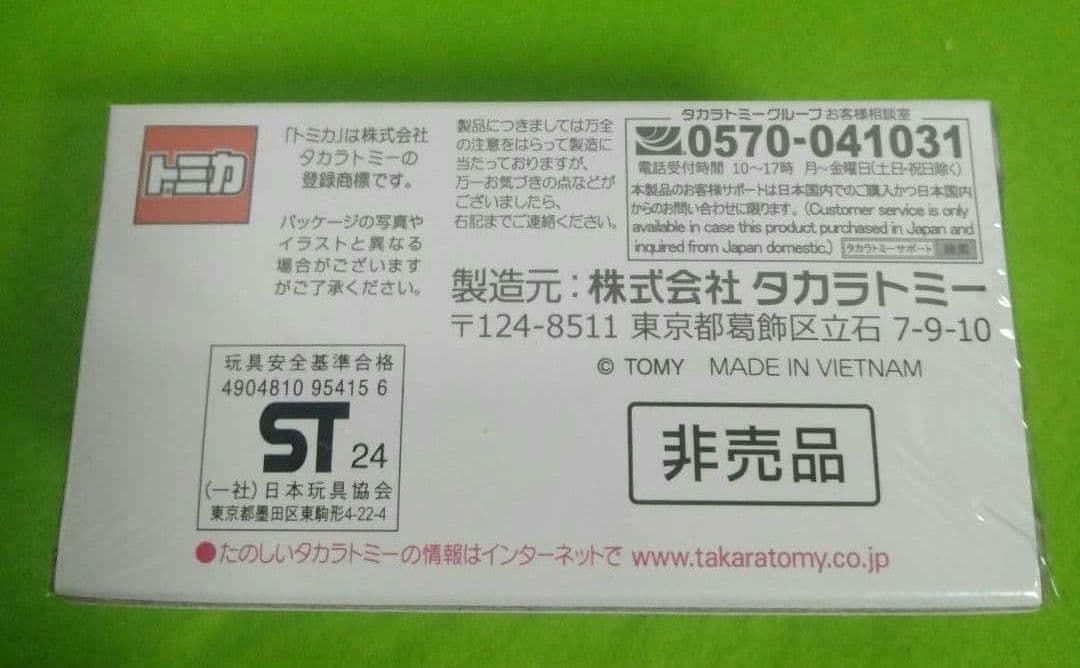 トミカ
「トミカ」は株式会社
タカラトミーの
登録商標です。
パッケージの写真や
イラストと異なる
場合がございます
がご了承ください。
製品につきましては万全
の注意をはらって製造に
当たっておりますが、
万一お気づきの点などが
ございましたら、
右記までご連絡ください。
タカラトミーグループ お客様相談室
0570-041031
電話受付時間 10〜17時 月〜金曜日(土日・祝日除く)
本製品のお客様サポートは日本国内でのご購入かつ日本国内
からのお問い合わせに限ります。(Customer service is only
available in case this product purchased in Japan and
inquired from Japan domestic.) タカラトミーサポート 検索
製造元:株式会社 タカラトミー
〒124-8511 東京都葛飾区立石 7-9-10
© TOMY MADE IN VIETNAM
玩具安全基準合格
4904810 95415 6
ST 24
(一社)日本玩具協会
東京都墨田区東駒形4-22-4
非売品
●たのしいタカラトミーの情報はインターネットで www.takaratomy.co.jp